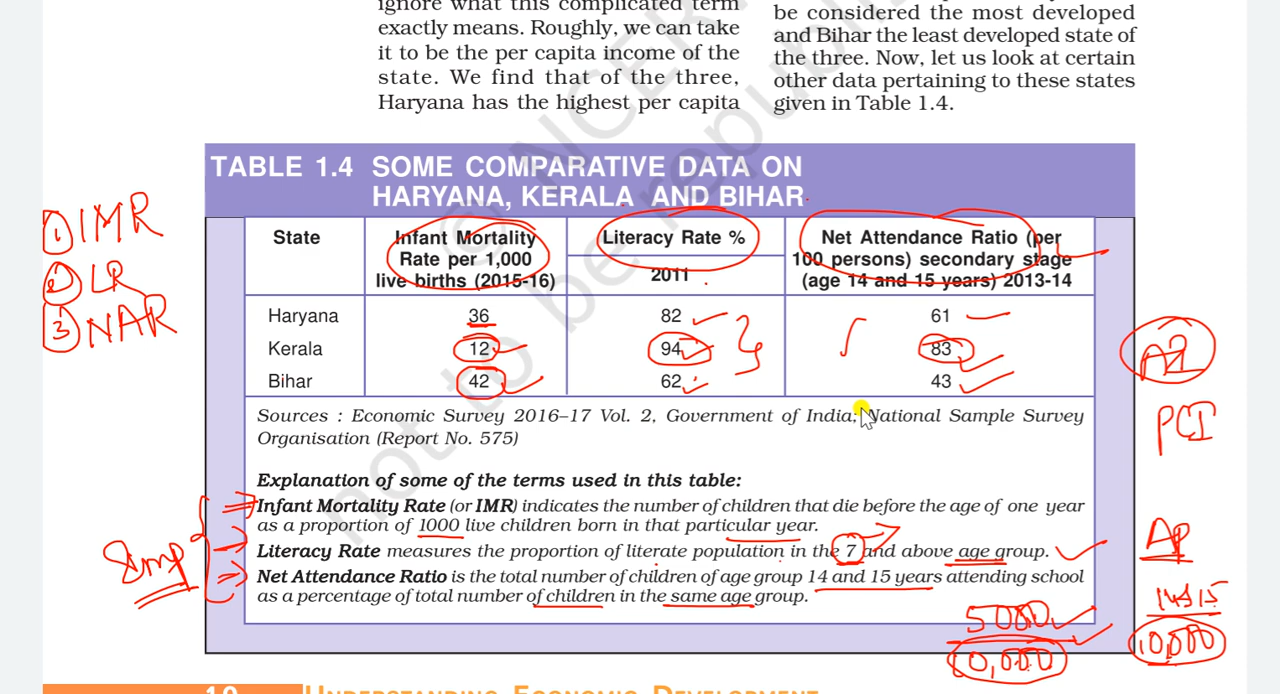 ignore what this complicated term
exactly means. Roughly, we can take
it to be the per capita income of the
state. We find that of the three,
Haryana has the highest per capita
be considered the most developed
and Bihar the least developed state of
the three. Now, let us look at certain
other data pertaining to these states
given in Table 1.4.
TABLE 1.4 SOME COMPARATIVE DATA ON
HARYANA, KERALA AND BIHAR
State
Infant Mortality
Rate per 1,000
live births (2015-16)
Literacy Rate %
2011
Net Attendance Ratio (per
100 persons) secondary stage
(age 14 and 15 years) 2013-14
Haryana 36 82 61
Kerala 12 94 83
Bihar 42 62 43
Sources : Economic Survey 2016–17 Vol. 2, Government of India; National Sample Survey
Organisation (Report No. 575)
Explanation of some of the terms used in this table:
Infant Mortality Rate (or IMR) indicates the number of children that die before the age of one year
as a proportion of 1000 live children born in that particular year.
Literacy Rate measures the proportion of literate population in the 7 and above age group.
Net Attendance Ratio is the total number of children of age group 14 and 15 years attending school
as a percentage of total number of children in the same age group.
① IMR
② LR
③ NAR
PCI
AP
14 & 15
10,000
5000
10,000
© NCERT
not to be republi
UNDERSTANDING ECONOMIC DEVELOPMENT